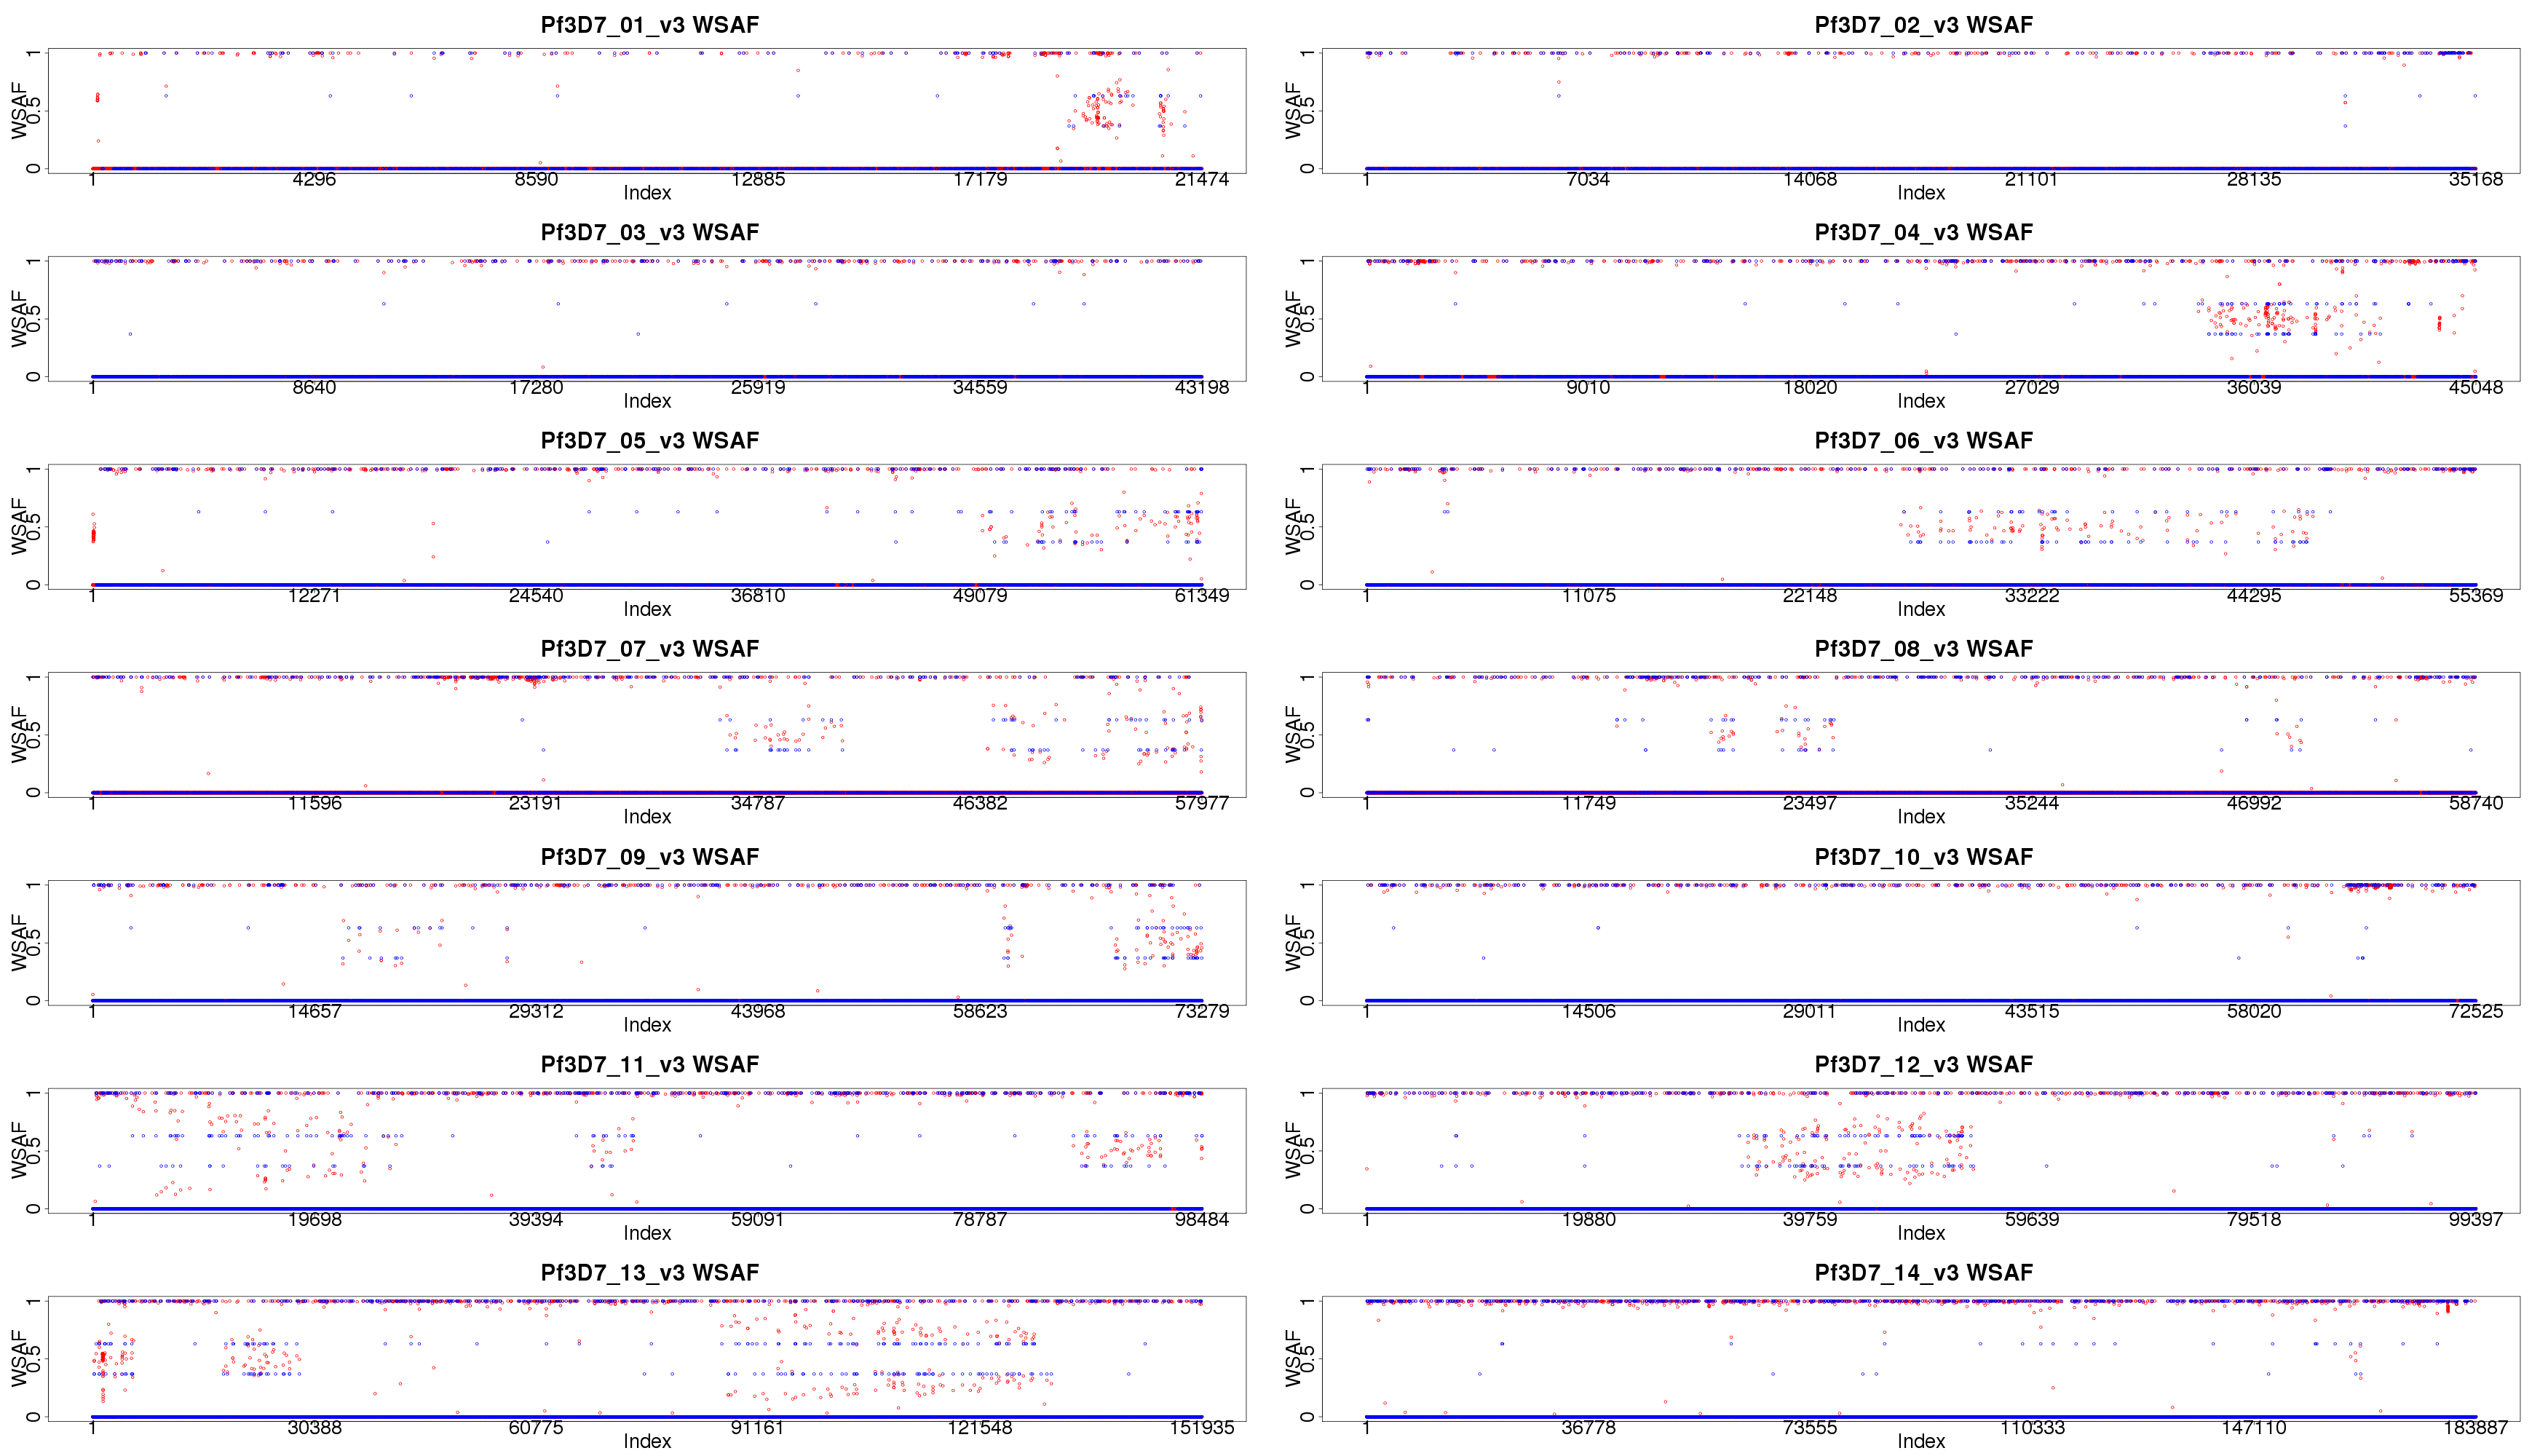 Pf3D7_01_v3 WSAF
WSAF
0 0.5 1
1 4296 8590 12885 17179 21474
Index
Pf3D7_02_v3 WSAF
WSAF
0 0.5 1
1 7034 14068 21101 28135 35168
Index
Pf3D7_03_v3 WSAF
WSAF
0 0.5 1
1 8640 17280 25919 34559 43198
Index
Pf3D7_04_v3 WSAF
WSAF
0 0.5 1
1 9010 18020 27029 36039 45048
Index
Pf3D7_05_v3 WSAF
WSAF
0 0.5 1
1 12271 24540 36810 49079 61349
Index
Pf3D7_06_v3 WSAF
WSAF
0 0.5 1
1 11075 22148 33222 44295 55369
Index
Pf3D7_07_v3 WSAF
WSAF
0 0.5 1
1 11596 23191 34787 46382 57977
Index
Pf3D7_08_v3 WSAF
WSAF
0 0.5 1
1 11749 23497 35244 46992 58740
Index
Pf3D7_09_v3 WSAF
WSAF
0 0.5 1
1 14657 29312 43968 58623 73279
Index
Pf3D7_10_v3 WSAF
WSAF
0 0.5 1
1 14506 29011 43515 58020 72525
Index
Pf3D7_11_v3 WSAF
WSAF
0 0.5 1
1 19698 39394 59091 78787 98484
Index
Pf3D7_12_v3 WSAF
WSAF
0 0.5 1
1 19880 39759 59639 79518 99397
Index
Pf3D7_13_v3 WSAF
WSAF
0 0.5 1
1 30388 60775 91161 121548 151935
Index
Pf3D7_14_v3 WSAF
WSAF
0 0.5 1
1 36778 73555 110333 147110 183887
Index